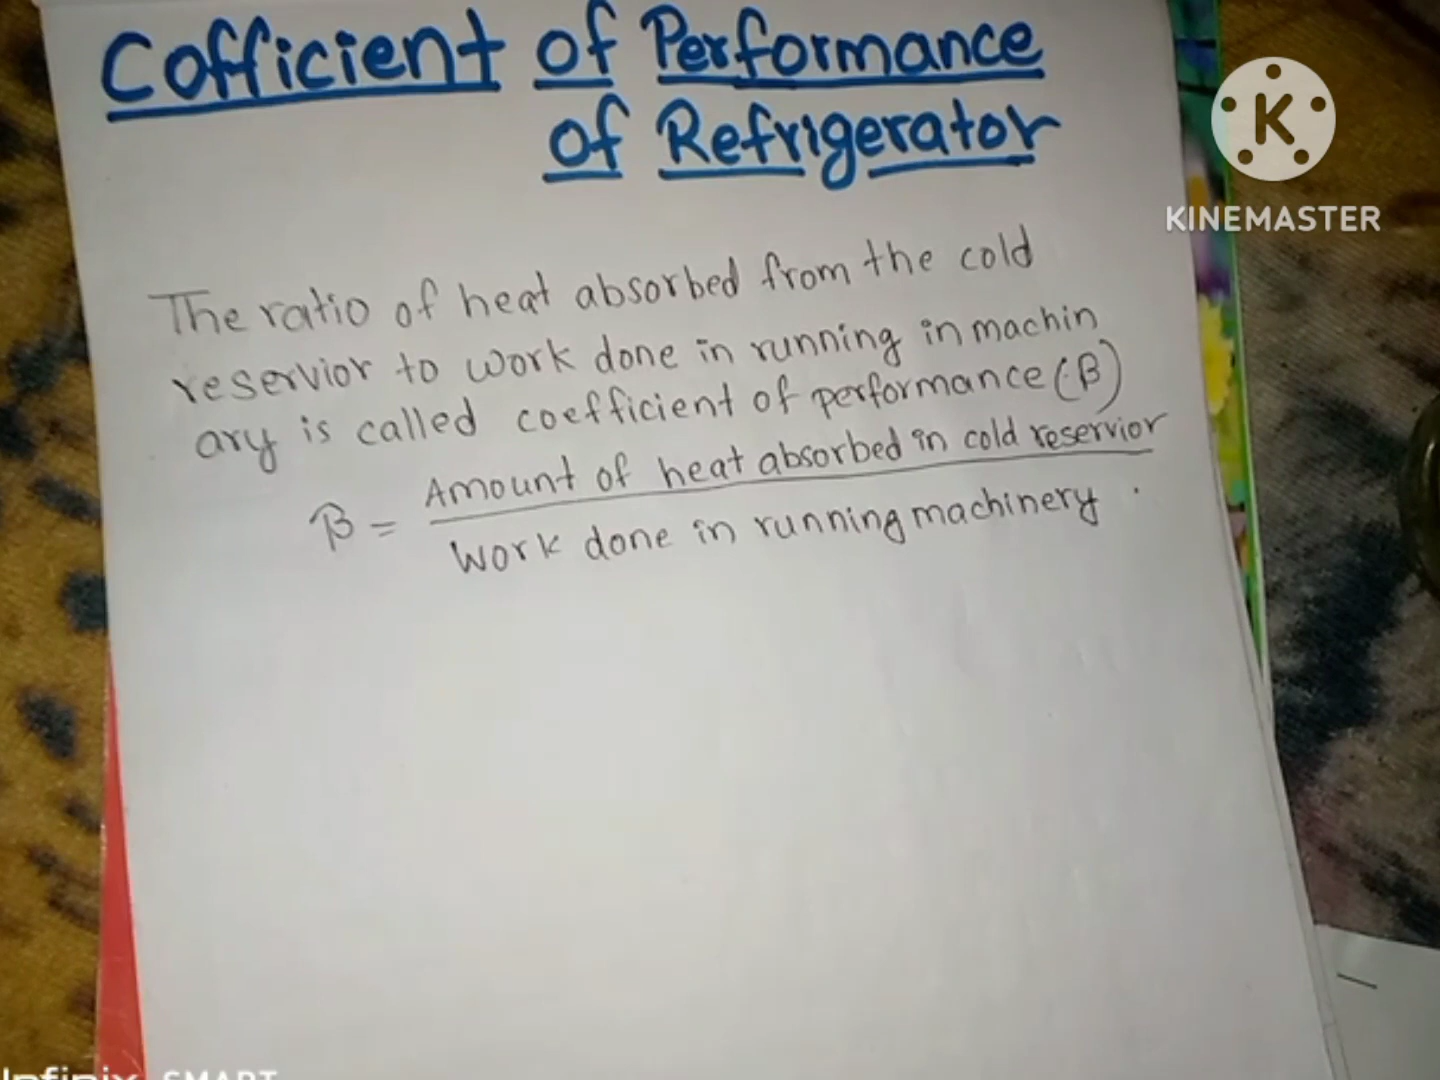 Cofficient of Performance
of Refrigerator
K
KINEMASTER
The ratio of heat absorbed from the cold
reservior to work done in running in machin
ary is called coefficient of performance (β)
β = Amount of heat absorbed in cold reservior
work done in running machinery .
Infinix SMART